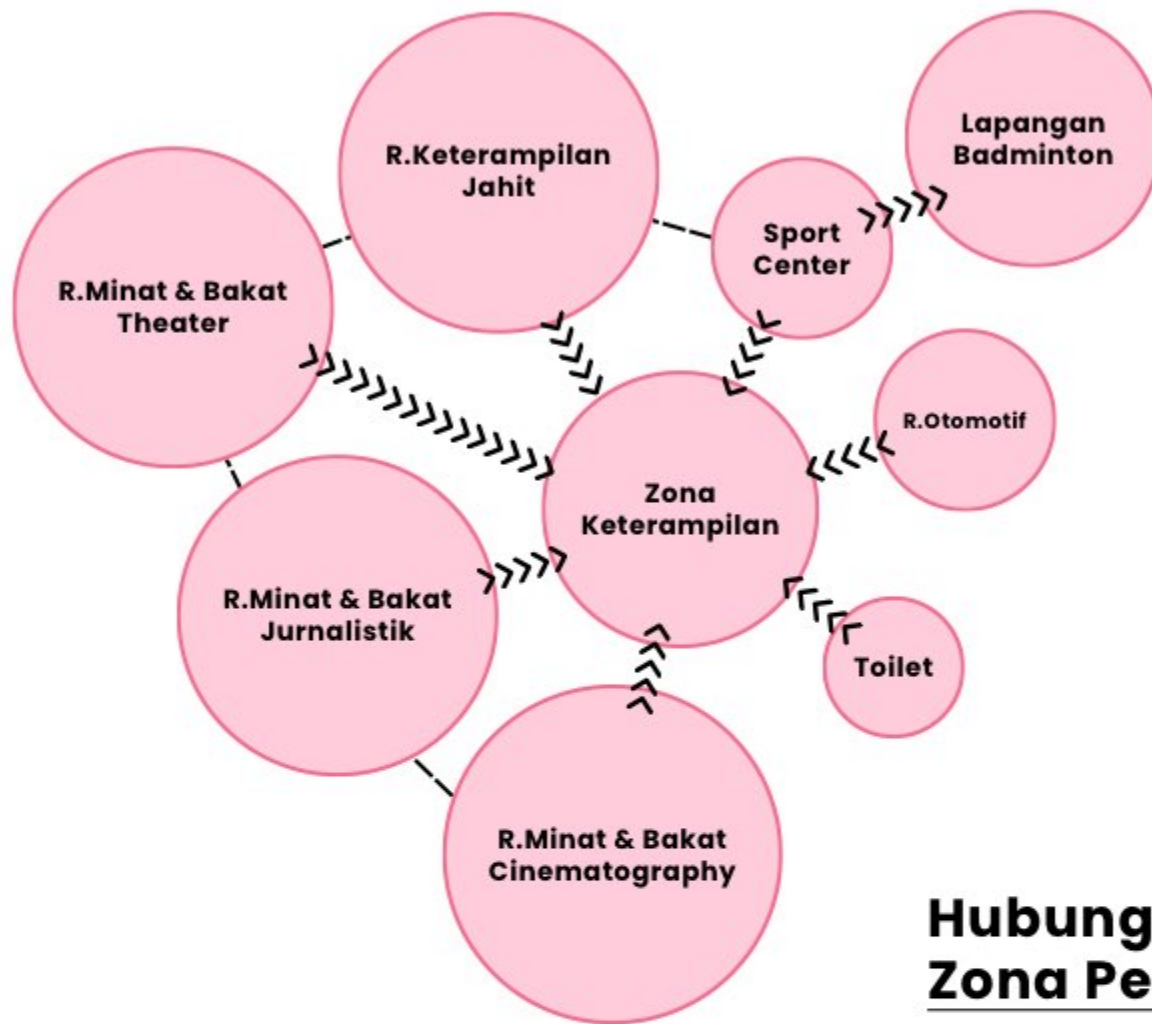 R.Keterampilan
Jahit
Lapangan
Badminton
Sport
Center
R.Minat & Bakat
Theater
R.Otomotif
Zona
Keterampilan
R.Minat & Bakat
Jurnalistik
Toilet
R.Minat & Bakat
Cinematography
Hubung
Zona Pe